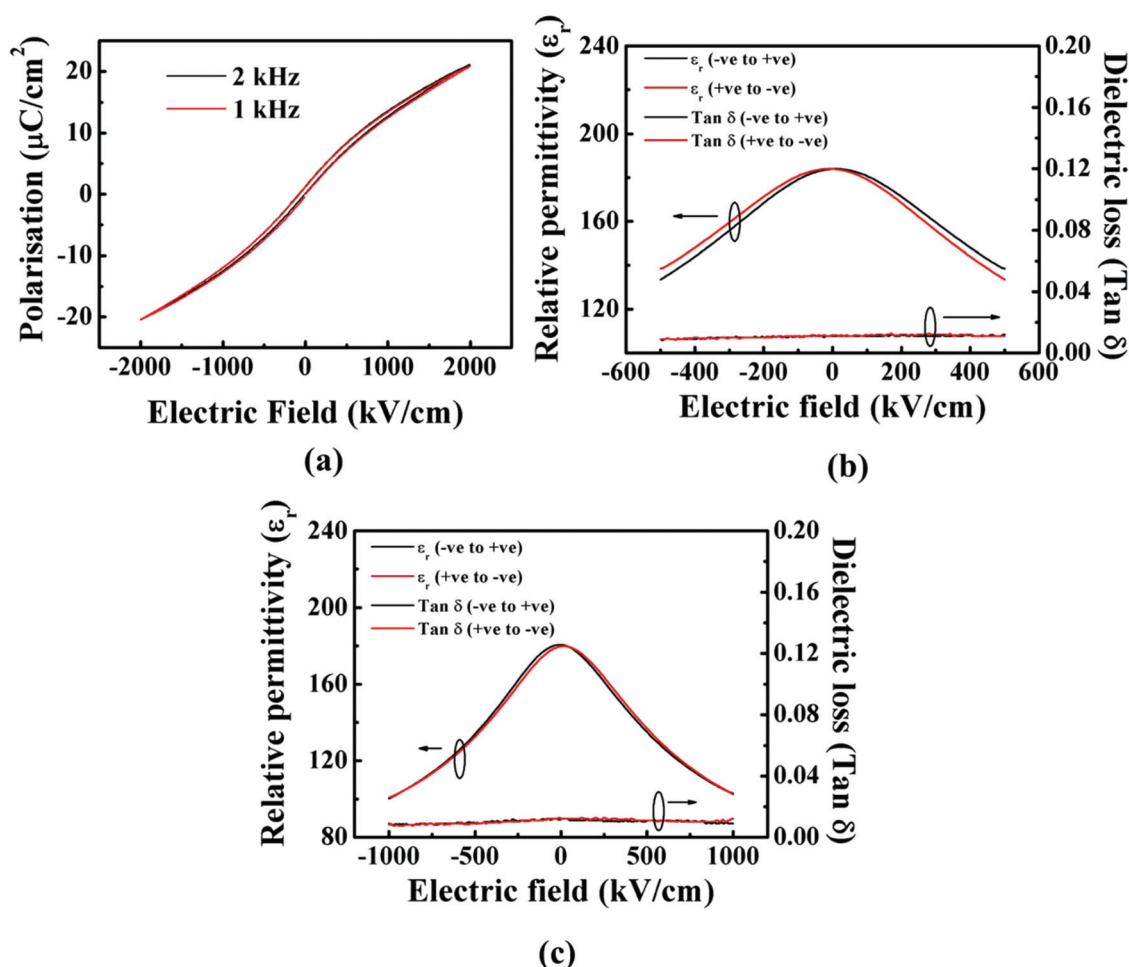 Polarisation (μC/cm²)
20
10
0
-10
-20
2 kHz
1 kHz
-2000 -1000 0 1000 2000
Electric Field (kV/cm)
(a)
Relative permittivity (εr)
240
200
160
120
εr (-ve to +ve)
εr (+ve to -ve)
Tan δ (-ve to +ve)
Tan δ (+ve to -ve)
0.20
0.16
0.12
0.08
0.04
0.00
Dielectric loss (Tan δ)
-600 -400 -200 0 200 400 600
Electric field (kV/cm)
(b)
Relative permittivity (εr)
240
220
200
180
160
140
120
100
80
εr (-ve to +ve)
εr (+ve to -ve)
Tan δ (-ve to +ve)
Tan δ (+ve to -ve)
0.20
0.16
0.12
0.08
0.04
0.00
Dielectric loss (Tan δ)
-1000 -500 0 500 1000
Electric field (kV/cm)
(c)